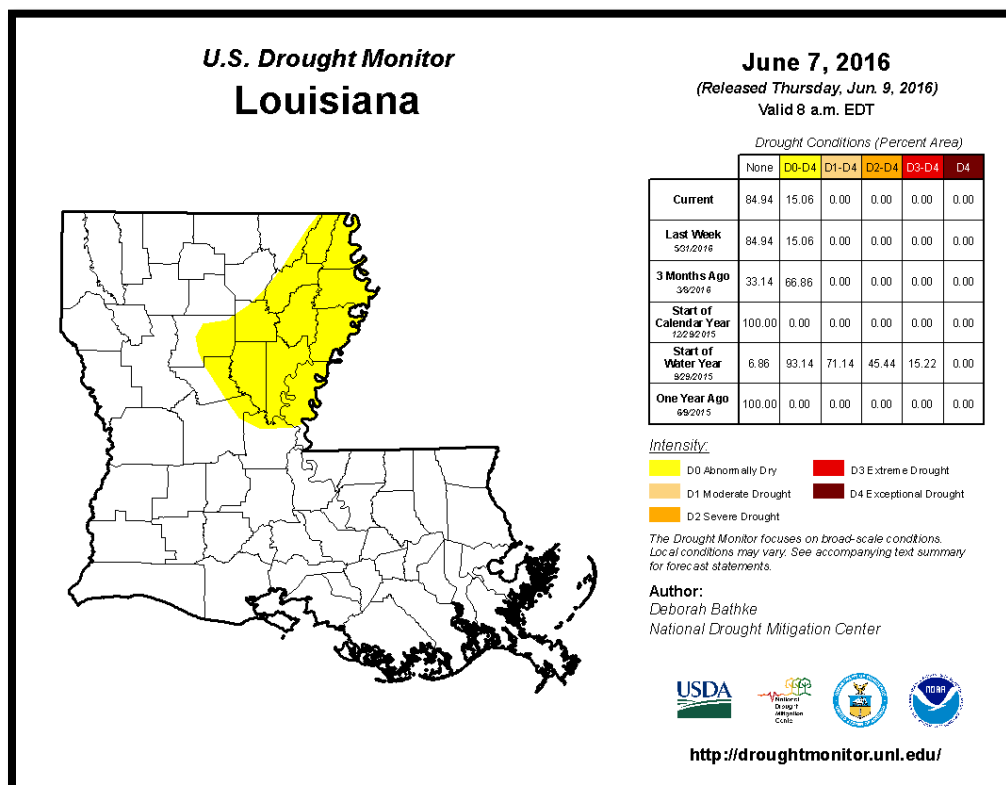 U.S. Drought Monitor
Louisiana
June 7, 2016
(Released Thursday, Jun. 9, 2016)
Valid 8 a.m. EDT
Drought Conditions (Percent Area)
None D0-D4 D1-D4 D2-D4 D3-D4 D4
Current 84.94 15.06 0.00 0.00 0.00 0.00
Last Week 84.94 15.06 0.00 0.00 0.00 0.00
5/31/2016
3 Months Ago 33.14 66.86 0.00 0.00 0.00 0.00
3/8/2016
Start of
Calendar Year 100.00 0.00 0.00 0.00 0.00 0.00
12/29/2015
Start of
Water Year 6.86 93.14 71.14 45.44 15.22 0.00
9/29/2015
One Year Ago 100.00 0.00 0.00 0.00 0.00 0.00
6/9/2015
Intensity:
D0 Abnormally Dry
D1 Moderate Drought
D2 Severe Drought
D3 Extreme Drought
D4 Exceptional Drought
The Drought Monitor focuses on broad-scale conditions.
Local conditions may vary. See accompanying text summary
for forecast statements.
Author:
Deborah Bathke
National Drought Mitigation Center
USDA
National
Drought
Mitigation
Center
NOAA
http://droughtmonitor.unl.edu/